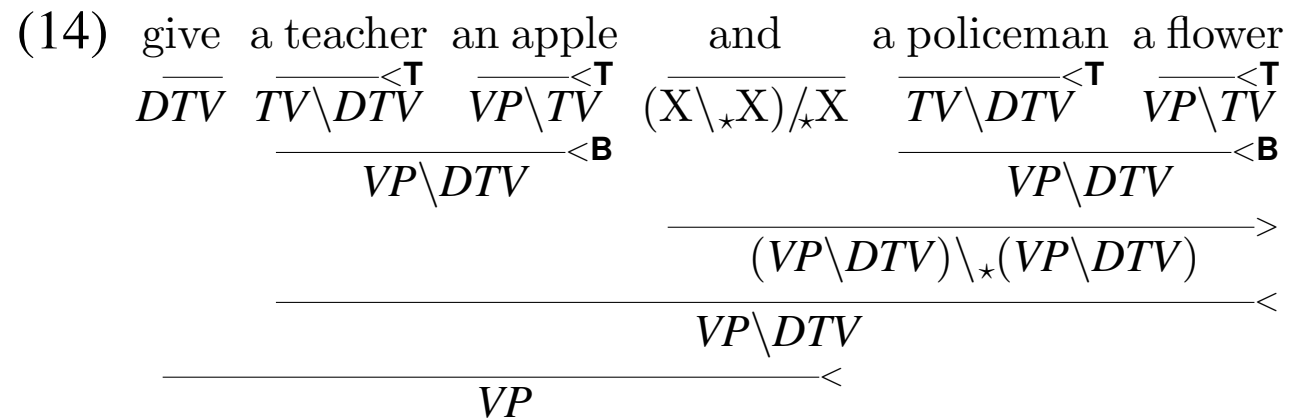 (14) give a teacher an apple and a policeman a flower
<T <T <T <T
DTV TV\DTV VP\TV (X\⋆X)/⋆X TV\DTV VP\TV
<B <B
VP\DTV VP\DTV
>
(VP\DTV)\⋆(VP\DTV)
<
VP\DTV
<
VP